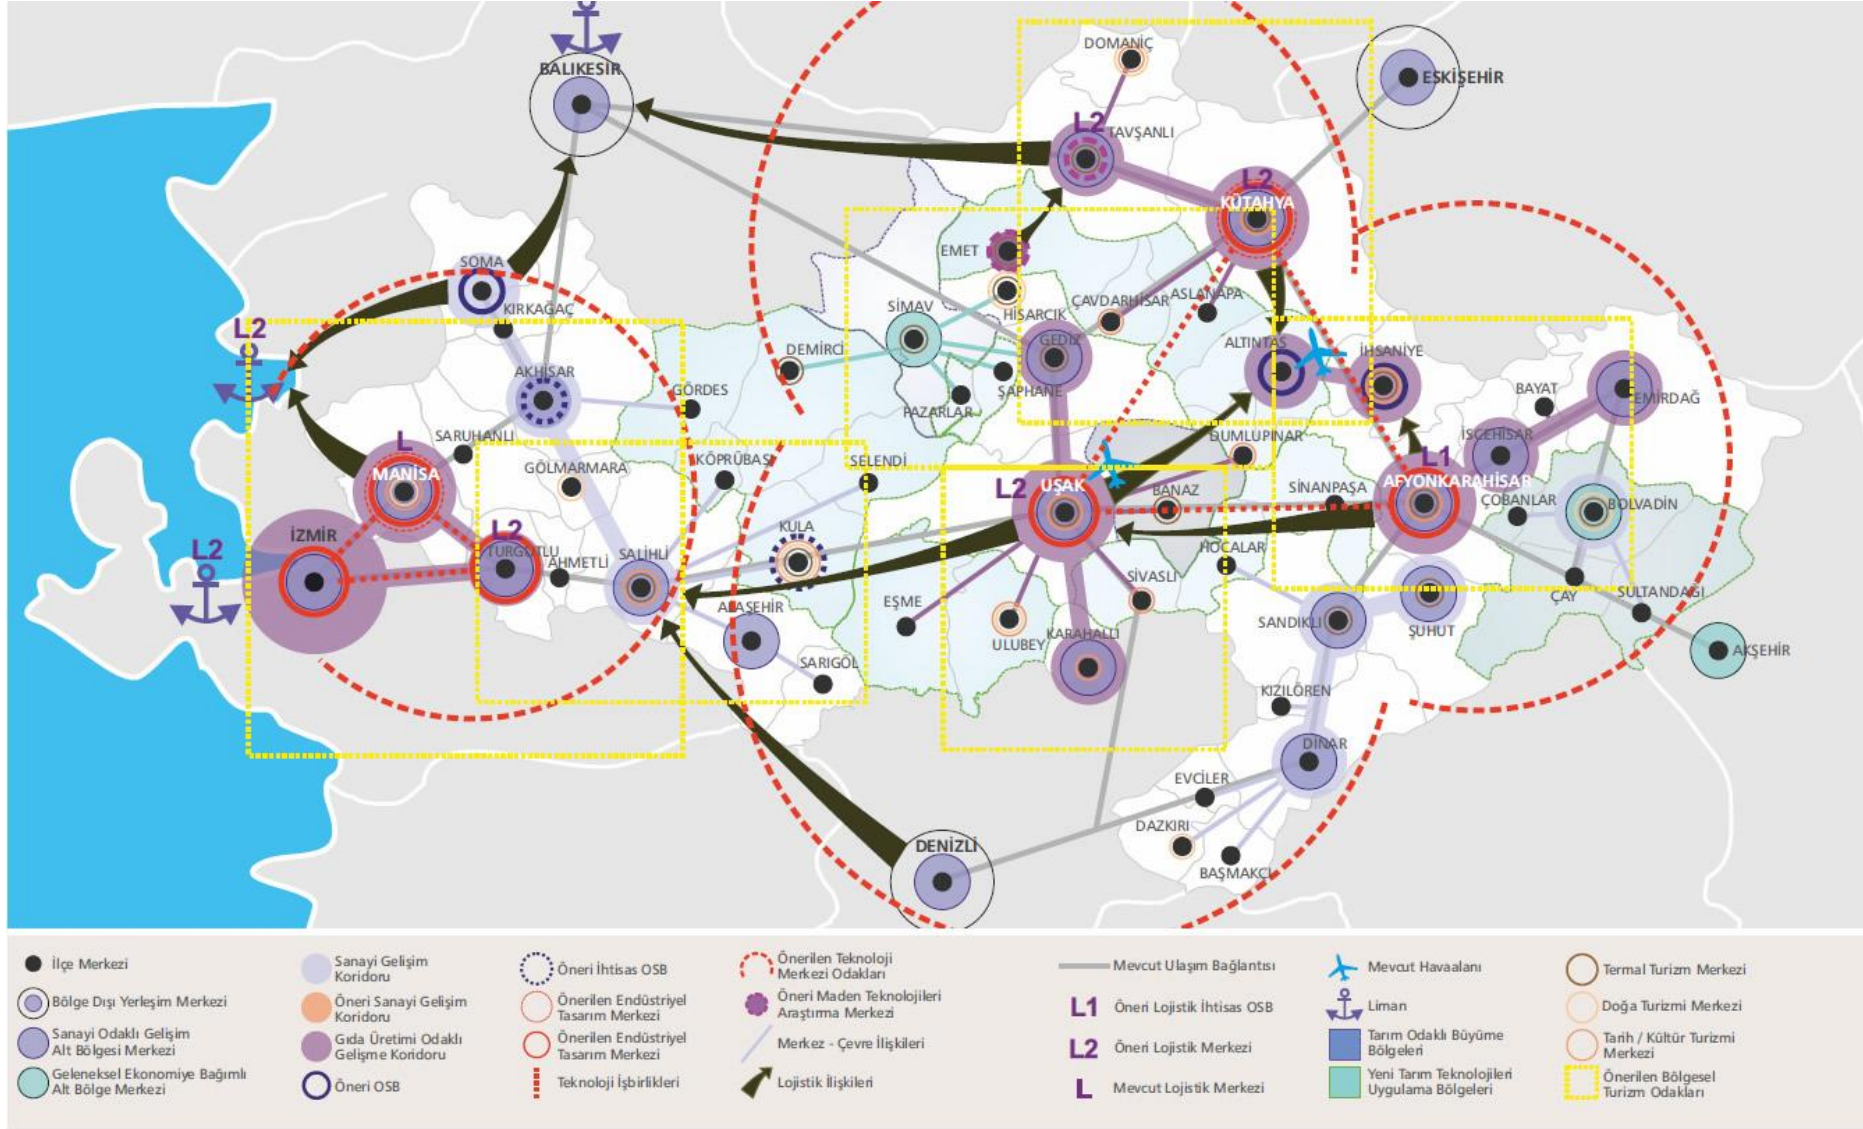 DOMANİÇ
BALIKESİR
ESKİŞEHİR
L2
TAVŞANLI
L2
KÜTAHYA
EMET
SOMA
KIRKAĞAÇ
SİMAV
HİSARCIK
ÇAVDARHİSAR
ASLANAPA
L2
DEMİRCİ
GEDİZ
ALTINTAŞ
İHSANİYE
AKHİSAR
GÖRDES
ŞAPHANE
PAZARLAR
BAYAT
EMİRDAĞ
SARUHANLI
L
MANİSA
GÖLMARMARA
KÖPRÜBAŞI
SELENDİ
DUMLUPINAR
İSCEHİSAR
L1
AFYONKARAHİSAR
L2
UŞAK
BANAZ
SİNANPAŞA
ÇOBANLAR
BOLVADİN
İZMİR
L2
L2
TURGUTLU
AHMETLİ
SALİHLİ
KULA
HOCALAR
SİVASLI
EŞME
ALAŞEHİR
ULUBEY
KARAHALLI
SANDIKLI
ŞUHUT
ÇAY
SULTANDAĞI
AKŞEHİR
SARIGÖL
KIZILÖREN
DİNAR
EVCİLER
DAZKIRI
BAŞMAKÇI
DENİZLİ
İlçe Merkezi
Bölge Dışı Yerleşim Merkezi
Sanayi Odaklı Gelişim
Alt Bölgesi Merkezi
Geleneksel Ekonomiye Bağımlı
Alt Bölge Merkezi
Sanayi Gelişim
Koridoru
Öneri Sanayi Gelişim
Koridoru
Gıda Üretimi Odaklı
Gelişme Koridoru
Öneri OSB
Öneri İhtisas OSB
Önerilen Endüstriyel
Tasarım Merkezi
Önerilen Endüstriyel
Tasarım Merkezi
Teknoloji İşbirlikleri
Önerilen Teknoloji
Merkezi Odakları
Öneri Maden Teknolojileri
Araştırma Merkezi
Merkez - Çevre İlişkileri
Lojistik İlişkileri
Mevcut Ulaşım Bağlantısı
L1 Öneri Lojistik İhtisas OSB
L2 Öneri Lojistik Merkezi
L Mevcut Lojistik Merkezi
Mevcut Havaalanı
Liman
Tarım Odaklı Büyüme
Bölgeleri
Yeni Tarım Teknolojileri
Uygulama Bölgeleri
Termal Turizm Merkezi
Doğa Turizmi Merkezi
Tarih / Kültür Turizmi
Merkezi
Önerilen Bölgesel
Turizm Odakları